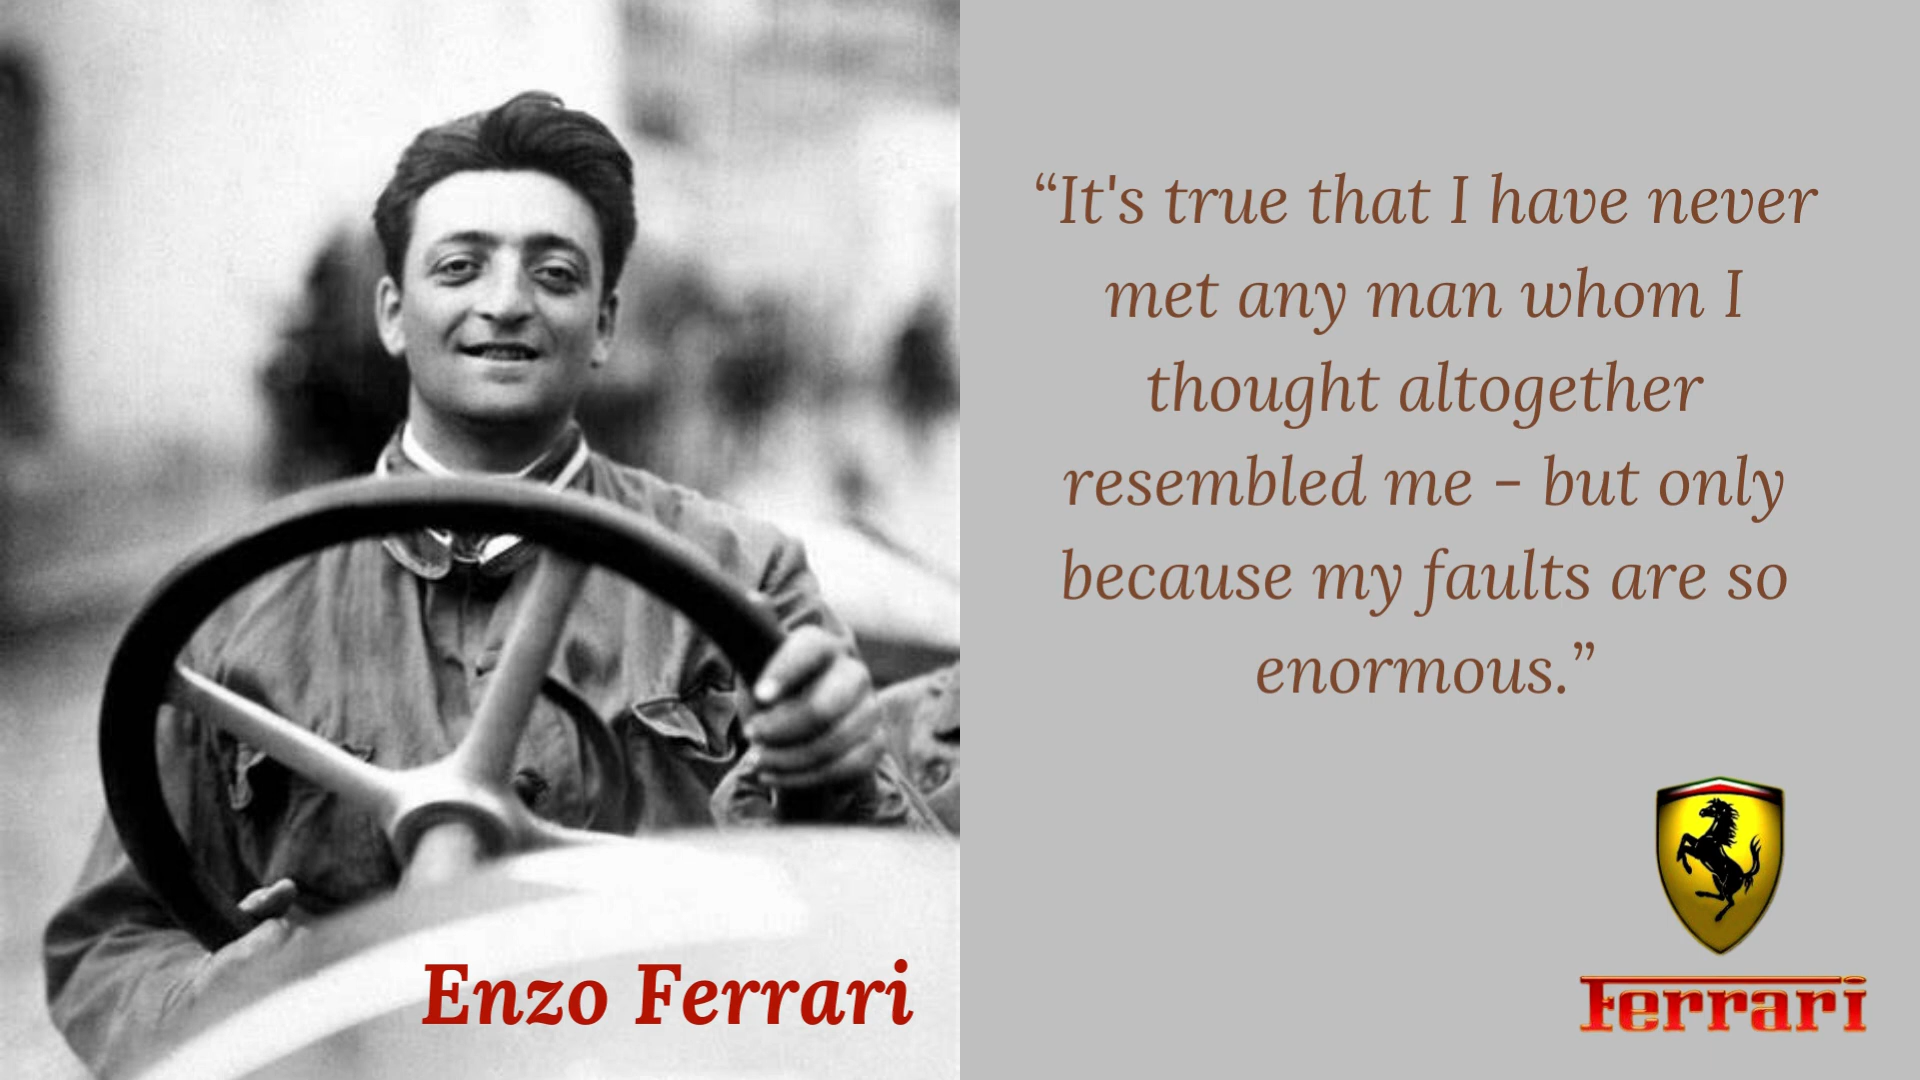 “It's true that I have never
met any man whom I
thought altogether
resembled me - but only
because my faults are so
enormous.”
Enzo Ferrari
Ferrari